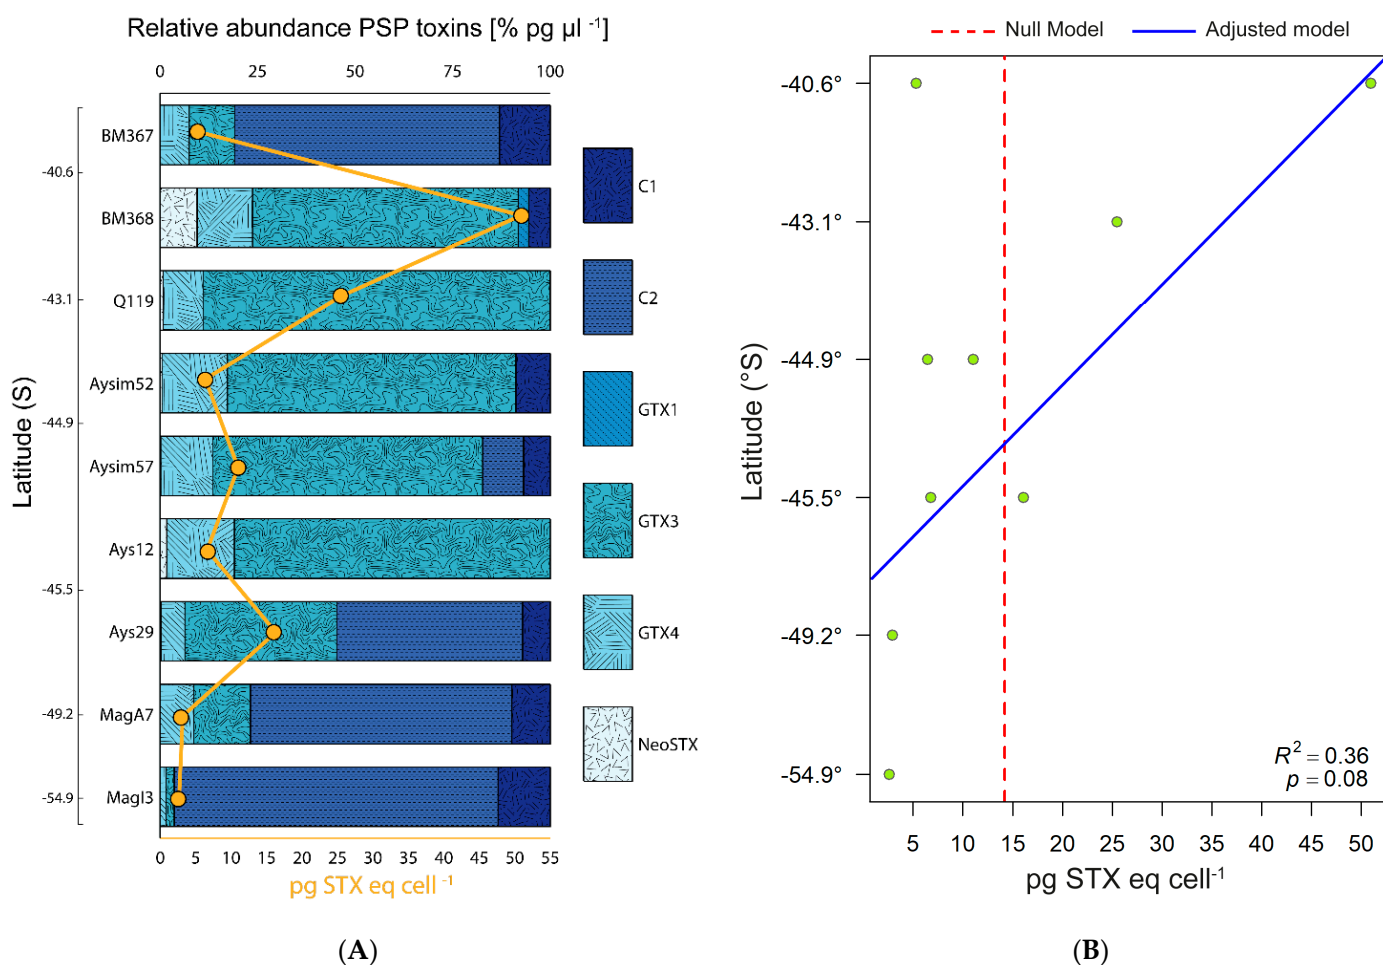 Relative abundance PSP toxins [% pg µl -1]
0 25 50 75 100
Latitude (S)
-40.6
-43.1
-44.9
-45.5
-49.2
-54.9
BM367
BM368
Q119
Aysim52
Aysim57
Ays12
Ays29
MagA7
MagI3
0 5 10 15 20 25 30 35 40 45 50 55
pg STX eq cell -1
C1
C2
GTX1
GTX3
GTX4
NeoSTX
(A)
Null Model
Adjusted model
Latitude (°S)
-40.6°
-43.1°
-44.9°
-45.5°
-49.2°
-54.9°
R2 = 0.36
p = 0.08
5 10 15 20 25 30 35 40 45 50
pg STX eq cell-1
(B)